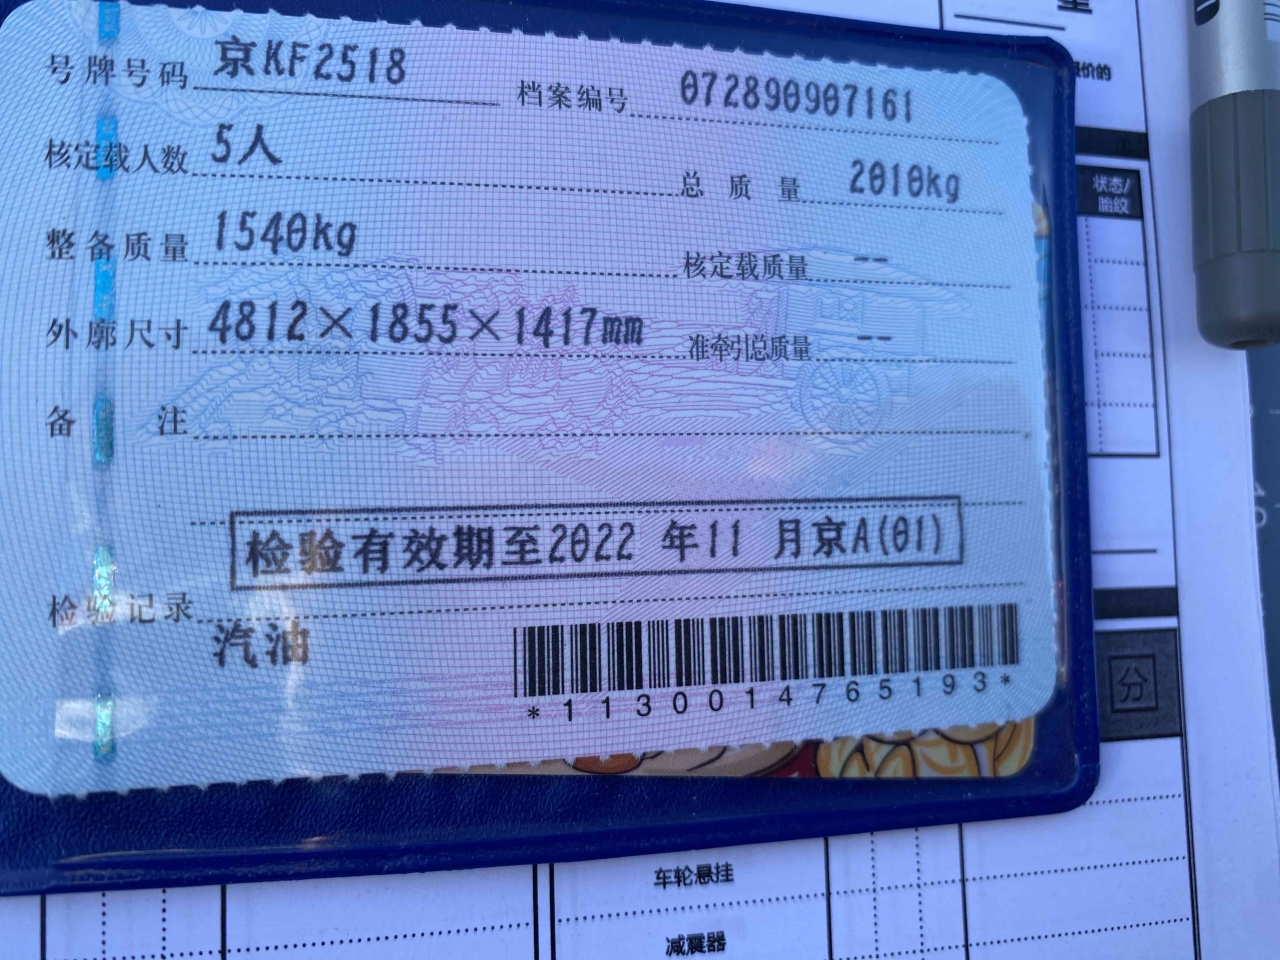 号牌号码 京KF2518 档案编号 072890907161
核定载人数 5人 总质量 2010kg
整备质量 1540kg 核定载质量 --
外廓尺寸 4812×1855×1417mm 准牵引总质量 --
备注
检验有效期至2022 年11 月京A(01)
检验记录
汽油
*1130014765193*
价的
状态/
胎纹
分
车轮悬挂
减震器